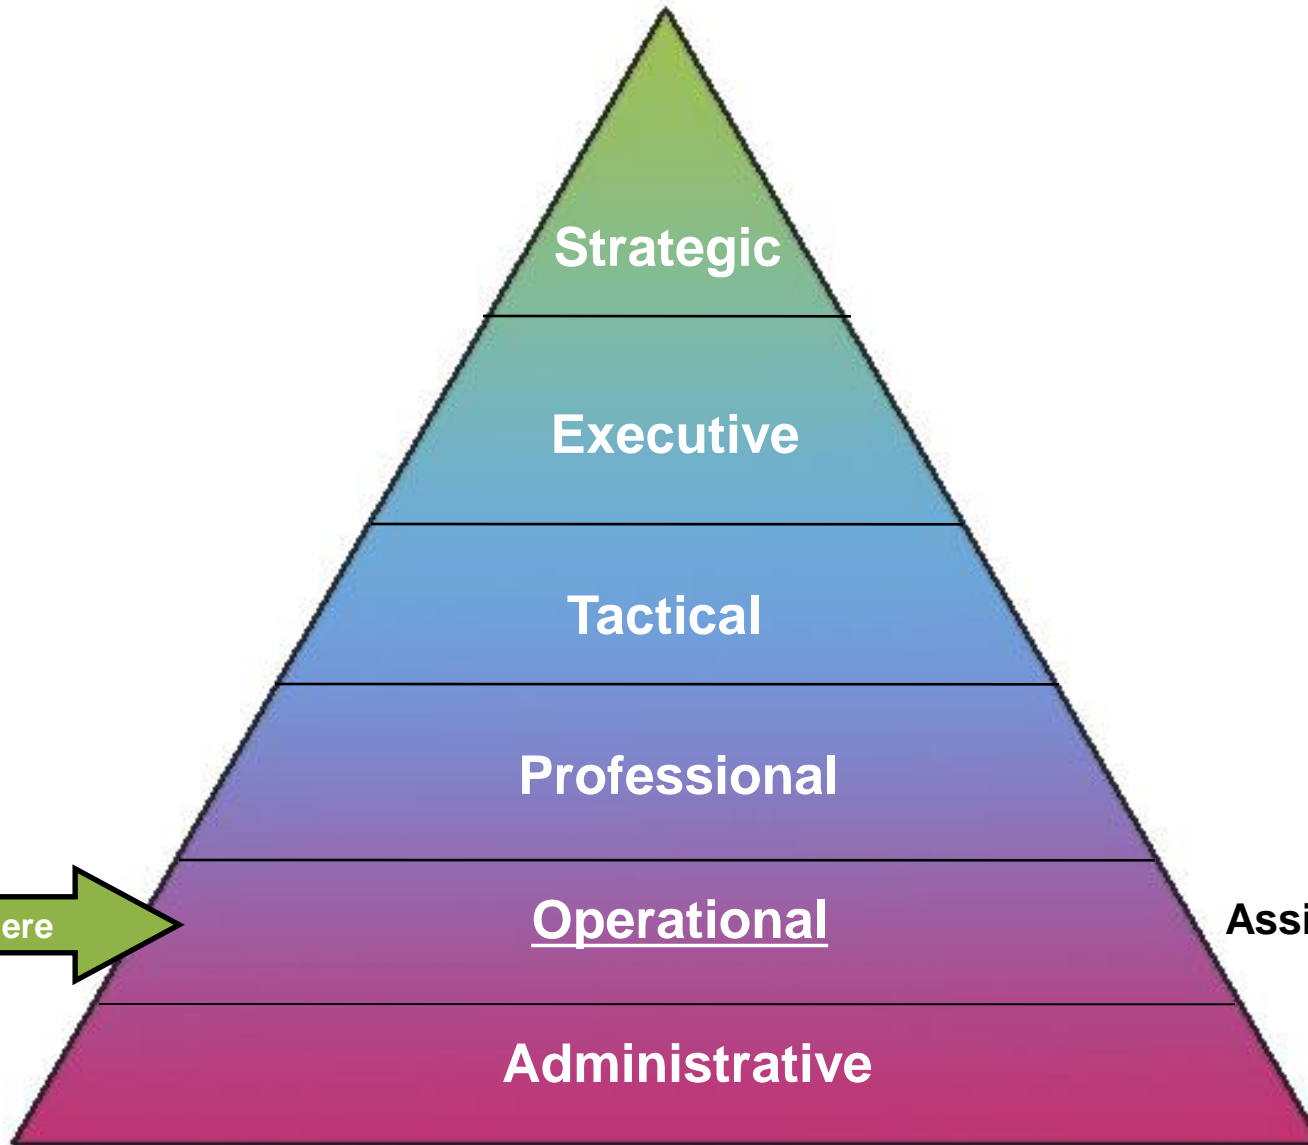 Strategic
Executive
Tactical
Professional
ere
Operational
Assi
Administrative